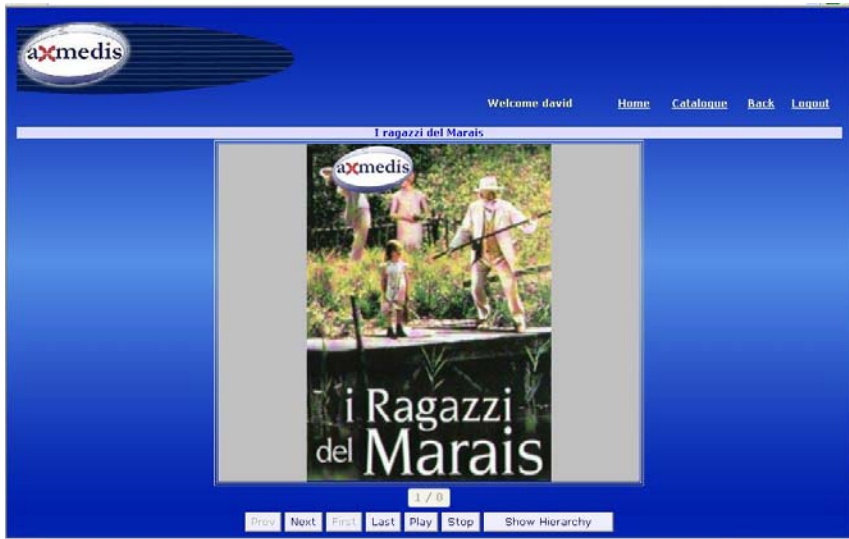 axmedis
Welcome david Home Catalogue Back Logout
I ragazzi del Marais
axmedis
i Ragazzi
del Marais
1 / 0
Prev Next First Last Play Stop Show Hierarchy